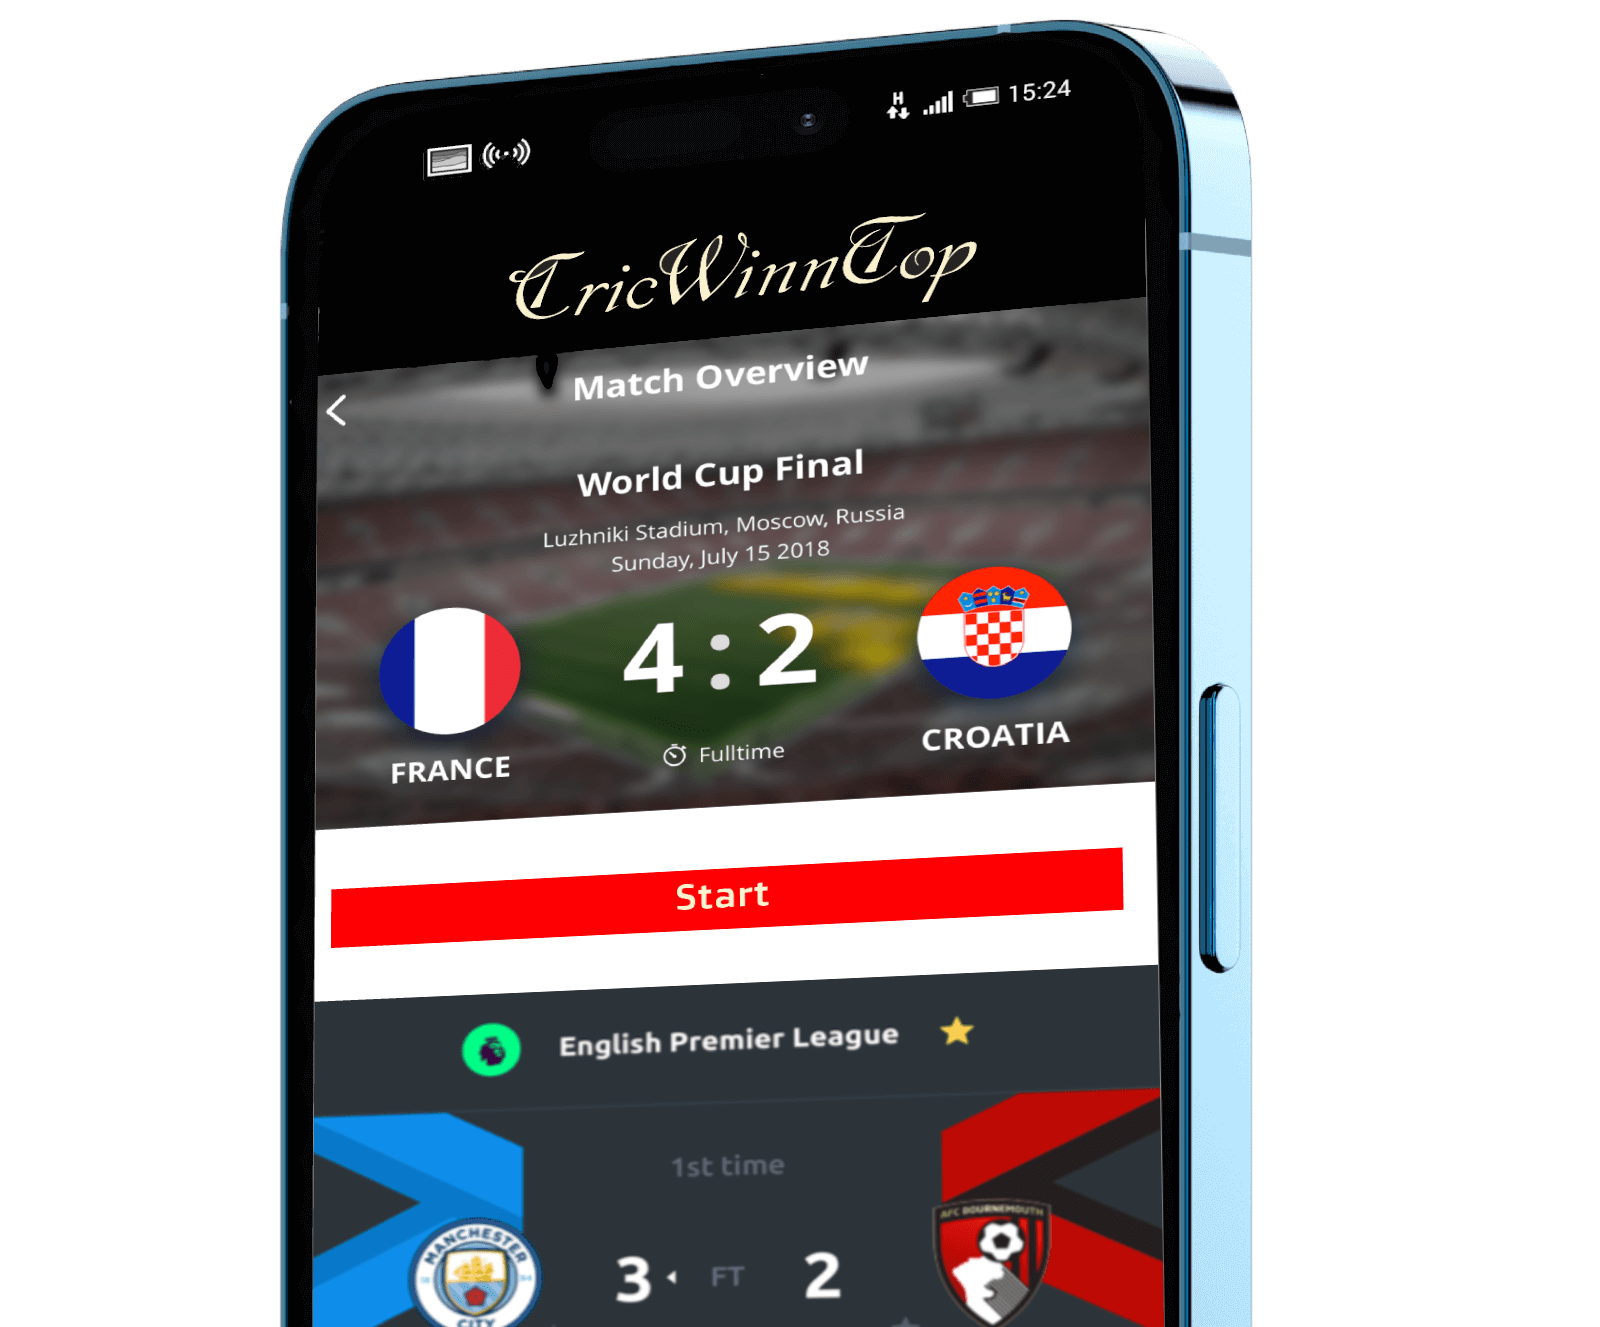 H
15:24
CricWinnTop
Match Overview
World Cup Final
Luzhniki Stadium, Moscow, Russia
Sunday, July 15 2018
4 : 2
FRANCE
CROATIA
Fulltime
Start
English Premier League
1st time
AFC BOURNEMOUTH
MANCHESTER
CITY
3 FT 2